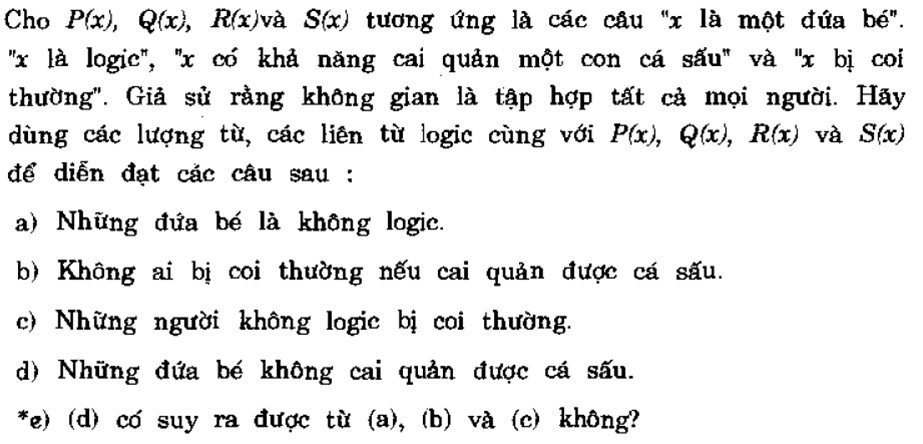 Cho P(x), Q(x), R(x)và S(x) tương ứng là các câu "x là một đứa bé".
"x là logic", "x có khả năng cai quản một con cá sấu" và "x bị coi
thường". Giả sử rằng không gian là tập hợp tất cả mọi người. Hãy
dùng các lượng từ, các liên từ logic cùng với P(x), Q(x), R(x) và S(x)
để diễn đạt các câu sau :
a) Những đứa bé là không logic.
b) Không ai bị coi thường nếu cai quản được cá sấu.
c) Những người không logic bị coi thường.
d) Những đứa bé không cai quản được cá sấu.
*e) (d) có suy ra được từ (a), (b) và (c) không?